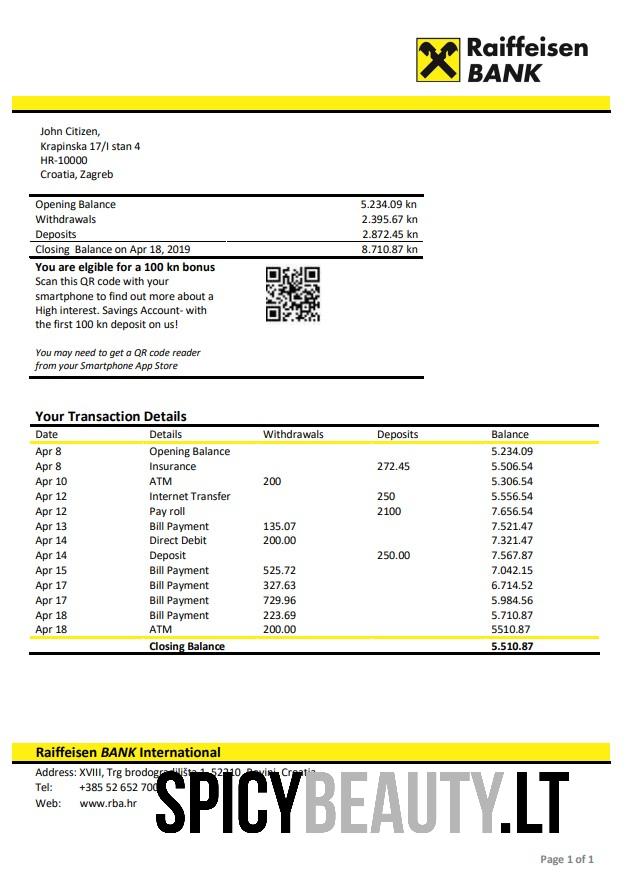 Raiffeisen
BANK
John Citizen,
Krapinska 17/I stan 4
HR-10000
Croatia, Zagreb
Opening Balance 5.234.09 kn
Withdrawals 2.395.67 kn
Deposits 2.872.45 kn
Closing Balance on Apr 18, 2019 8.710.87 kn
You are elgible for a 100 kn bonus
Scan this QR code with your
smartphone to find out more about a
High interest. Savings Account- with
the first 100 kn deposit on us!
You may need to get a QR code reader
from your Smartphone App Store
Your Transaction Details
Date Details Withdrawals Deposits Balance
Apr 8 Opening Balance 5.234.09
Apr 8 Insurance 272.45 5.506.54
Apr 10 ATM 200 5.306.54
Apr 12 Internet Transfer 250 5.556.54
Apr 12 Pay roll 2100 7.656.54
Apr 13 Bill Payment 135.07 7.521.47
Apr 14 Direct Debit 200.00 7.321.47
Apr 14 Deposit 250.00 7.567.87
Apr 15 Bill Payment 525.72 7.042.15
Apr 17 Bill Payment 327.63 6.714.52
Apr 17 Bill Payment 729.96 5.984.56
Apr 18 Bill Payment 223.69 5.710.87
Apr 18 ATM 200.00 5510.87
Closing Balance 5.510.87
Raiffeisen BANK International
Address: XVIII, Trg brodogradilišta 1, 52210, Rovinj, Croatia
Tel: +385 52 652 700
Web: www.rba.hr
SPICYBEAUTY.LT
Page 1 of 1